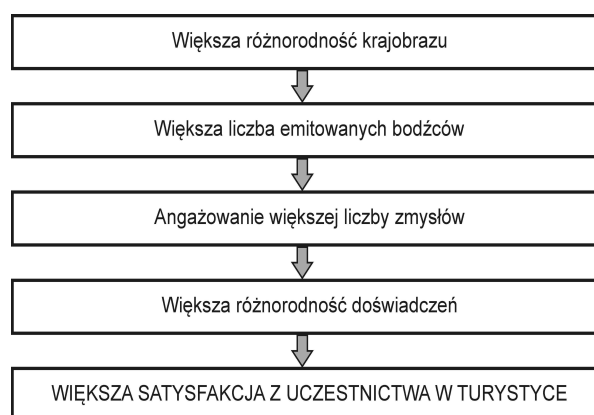 Większa różnorodność krajobrazu
Większa liczba emitowanych bodźców
Angażowanie większej liczby zmysłów
Większa różnorodność doświadczeń
WIĘKSZA SATYSFAKCJA Z UCZESTNICTWA W TURYSTYCE